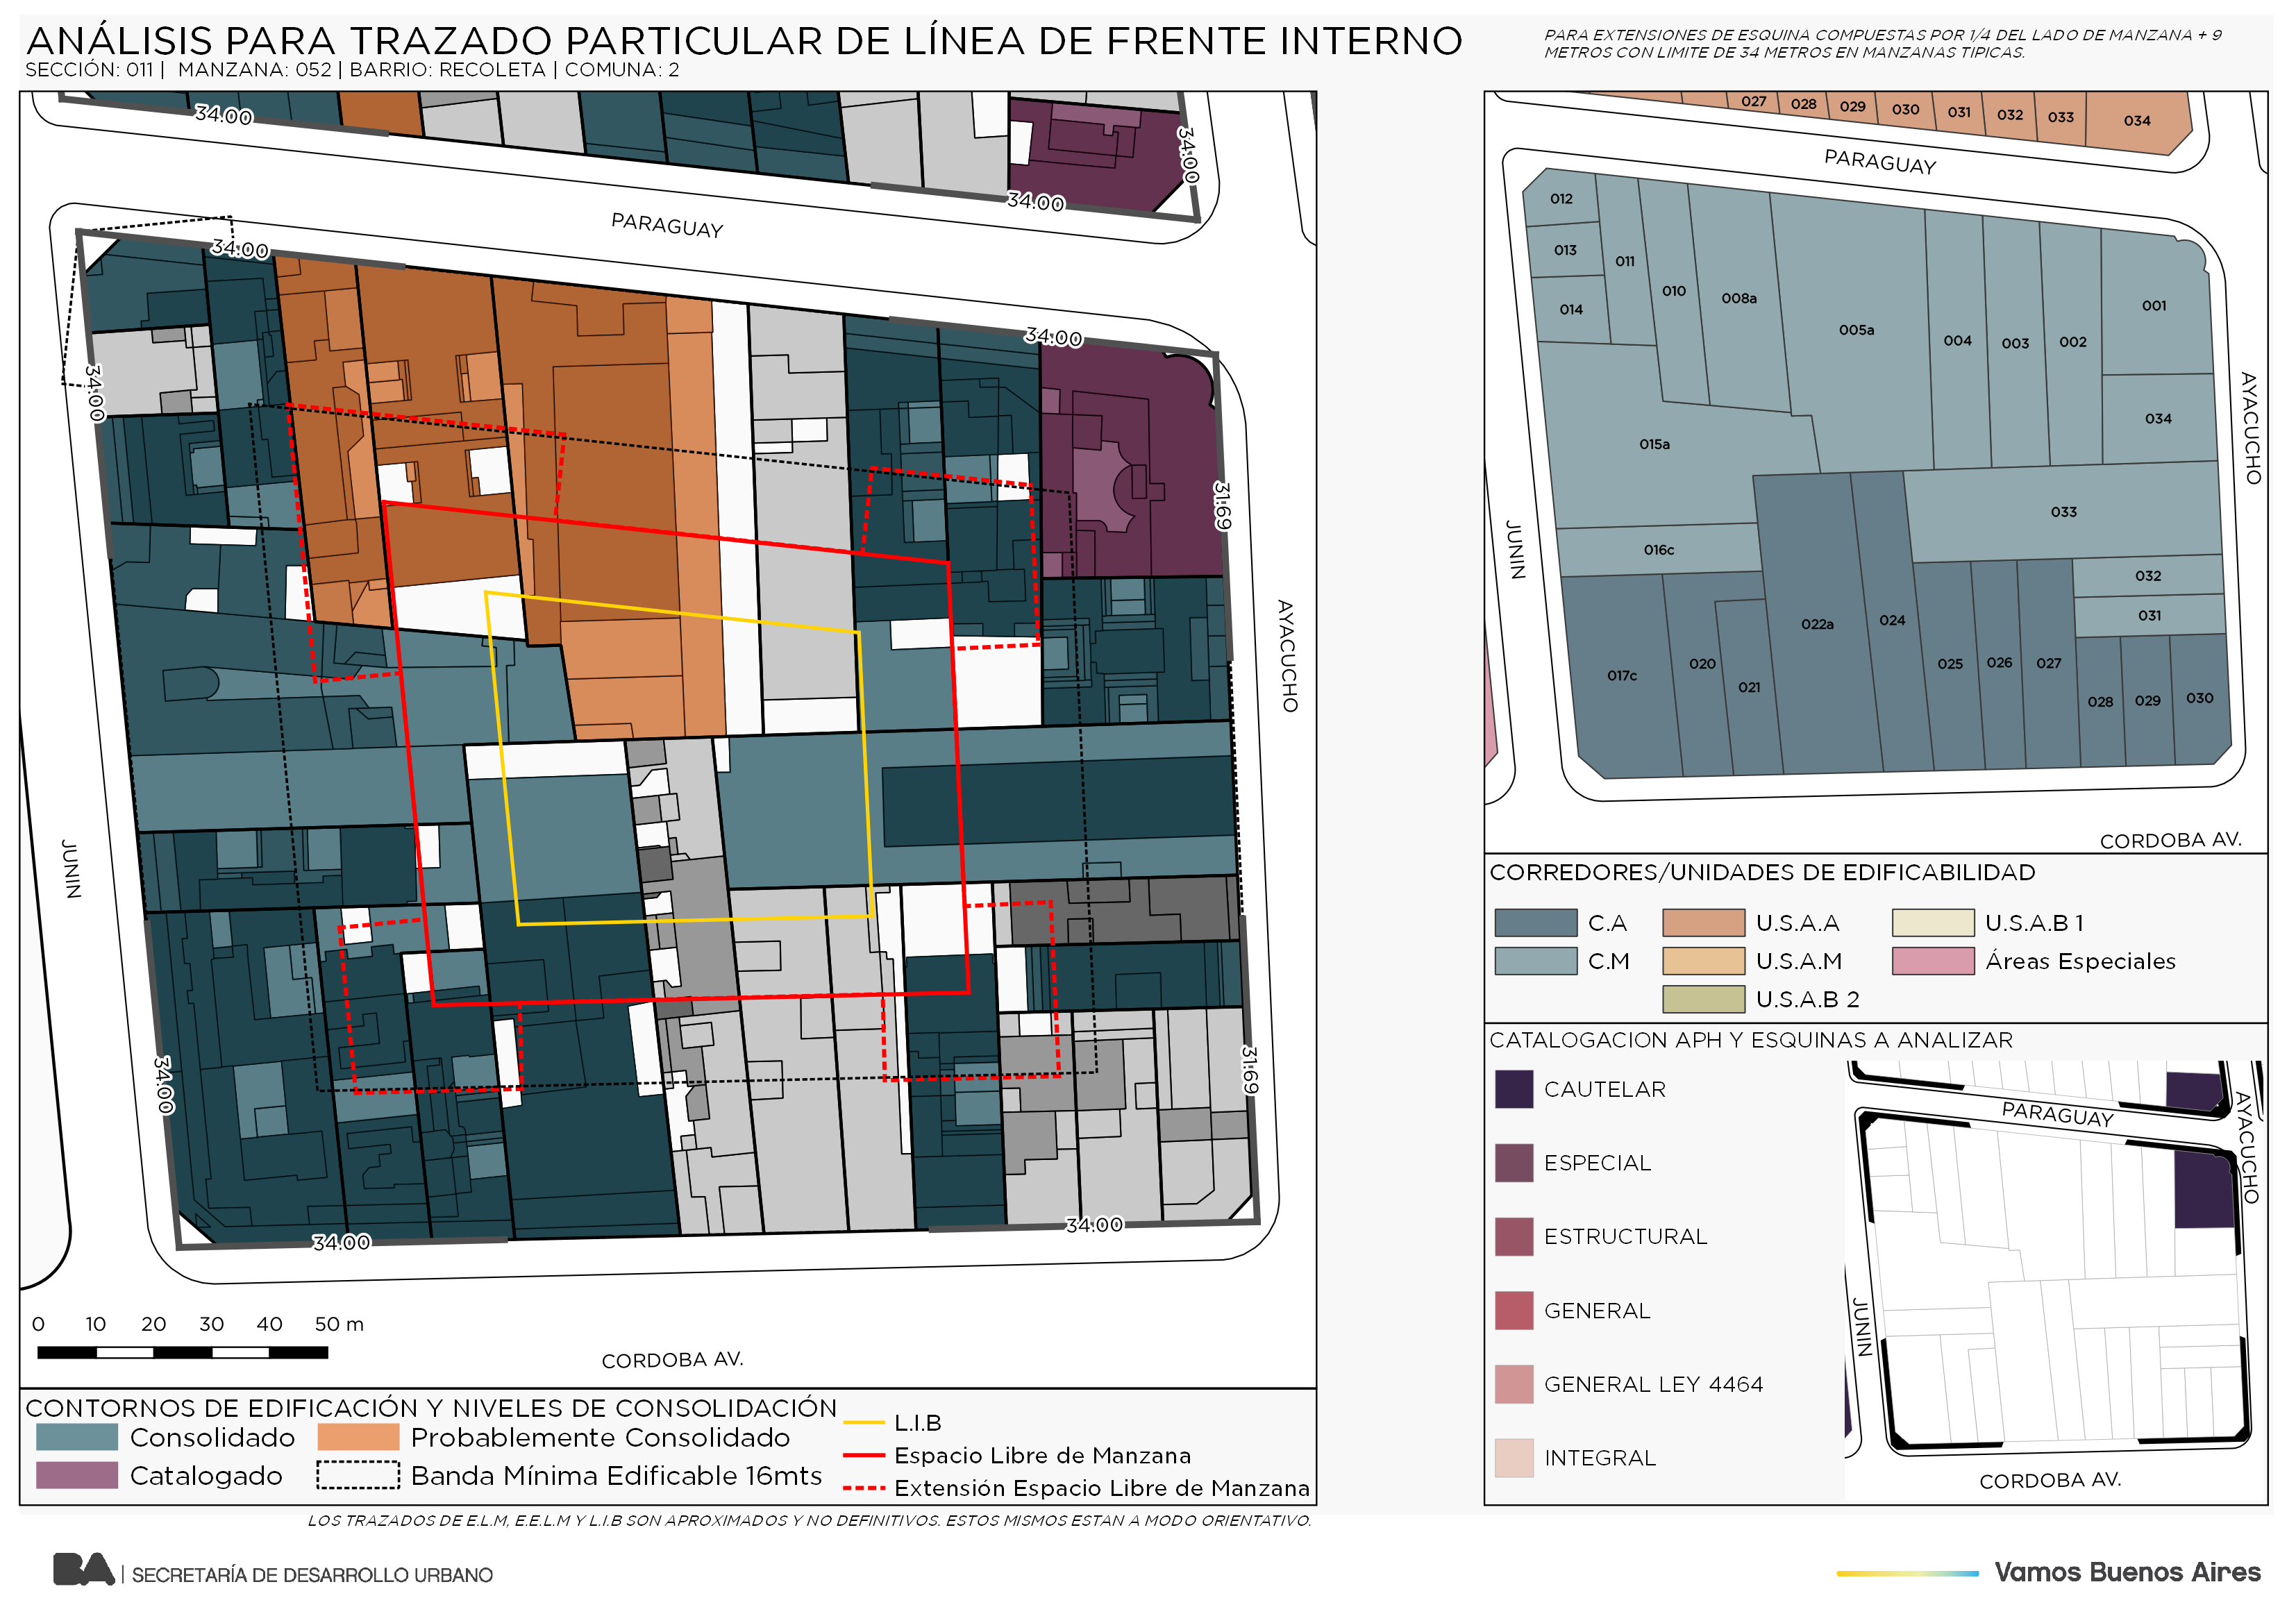 ANÁLISIS PARA TRAZADO PARTICULAR DE LÍNEA DE FRENTE INTERNO
SECCIÓN: 011 | MANZANA: 052 | BARRIO: RECOLETA | COMUNA: 2
PARA EXTENSIONES DE ESQUINA COMPUESTAS POR 1/4 DEL LADO DE MANZANA + 9
METROS CON LIMITE DE 34 METROS EN MANZANAS TIPICAS.
34.00
34.00
34.00
PARAGUAY
34.00
34.00
34.00
31.69
AYACUCHO
JUNIN
34.00
31.69
34.00
34.00
0 10 20 30 40 50 m
CORDOBA AV.
CONTORNOS DE EDIFICACIÓN Y NIVELES DE CONSOLIDACIÓN
Consolidado
Probablemente Consolidado
Catalogado
Banda Mínima Edificable 16mts
L.I.B
Espacio Libre de Manzana
Extensión Espacio Libre de Manzana
LOS TRAZADOS DE E.L.M, E.E.L.M Y L.I.B SON APROXIMADOS Y NO DEFINITIVOS. ESTOS MISMOS ESTAN A MODO ORIENTATIVO.
027 028 029 030 031 032 033 034
PARAGUAY
012
013
011
014
010
008a
005a
004
003
002
001
034
015a
033
016c
032
031
017c
020
021
022a
024
025
026
027
028
029
030
AYACUCHO
JUNIN
CORDOBA AV.
CORREDORES/UNIDADES DE EDIFICABILIDAD
C.A
U.S.A.A
U.S.A.B 1
C.M
U.S.A.M
Áreas Especiales
U.S.A.B 2
CATALOGACION APH Y ESQUINAS A ANALIZAR
CAUTELAR
ESPECIAL
ESTRUCTURAL
GENERAL
GENERAL LEY 4464
INTEGRAL
PARAGUAY
AYACUCHO
JUNIN
CORDOBA AV.
BA | SECRETARÍA DE DESARROLLO URBANO
Vamos Buenos Aires